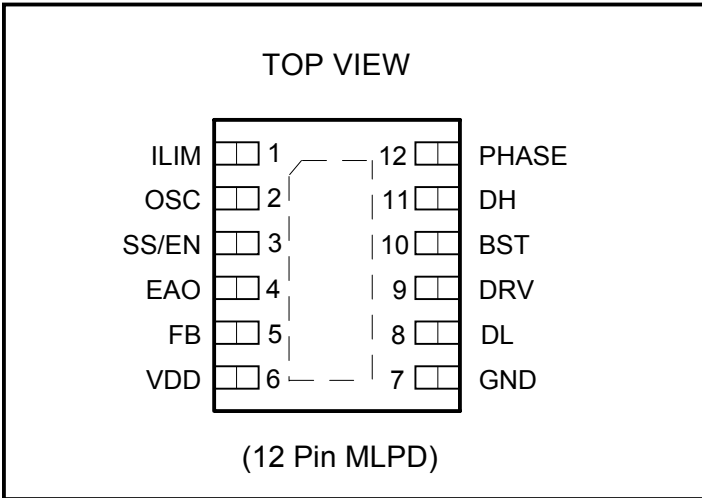 TOP VIEW
ILIM 1 12 PHASE
OSC 2 11 DH
SS/EN 3 10 BST
EAO 4 9 DRV
FB 5 8 DL
VDD 6 7 GND
(12 Pin MLPD)